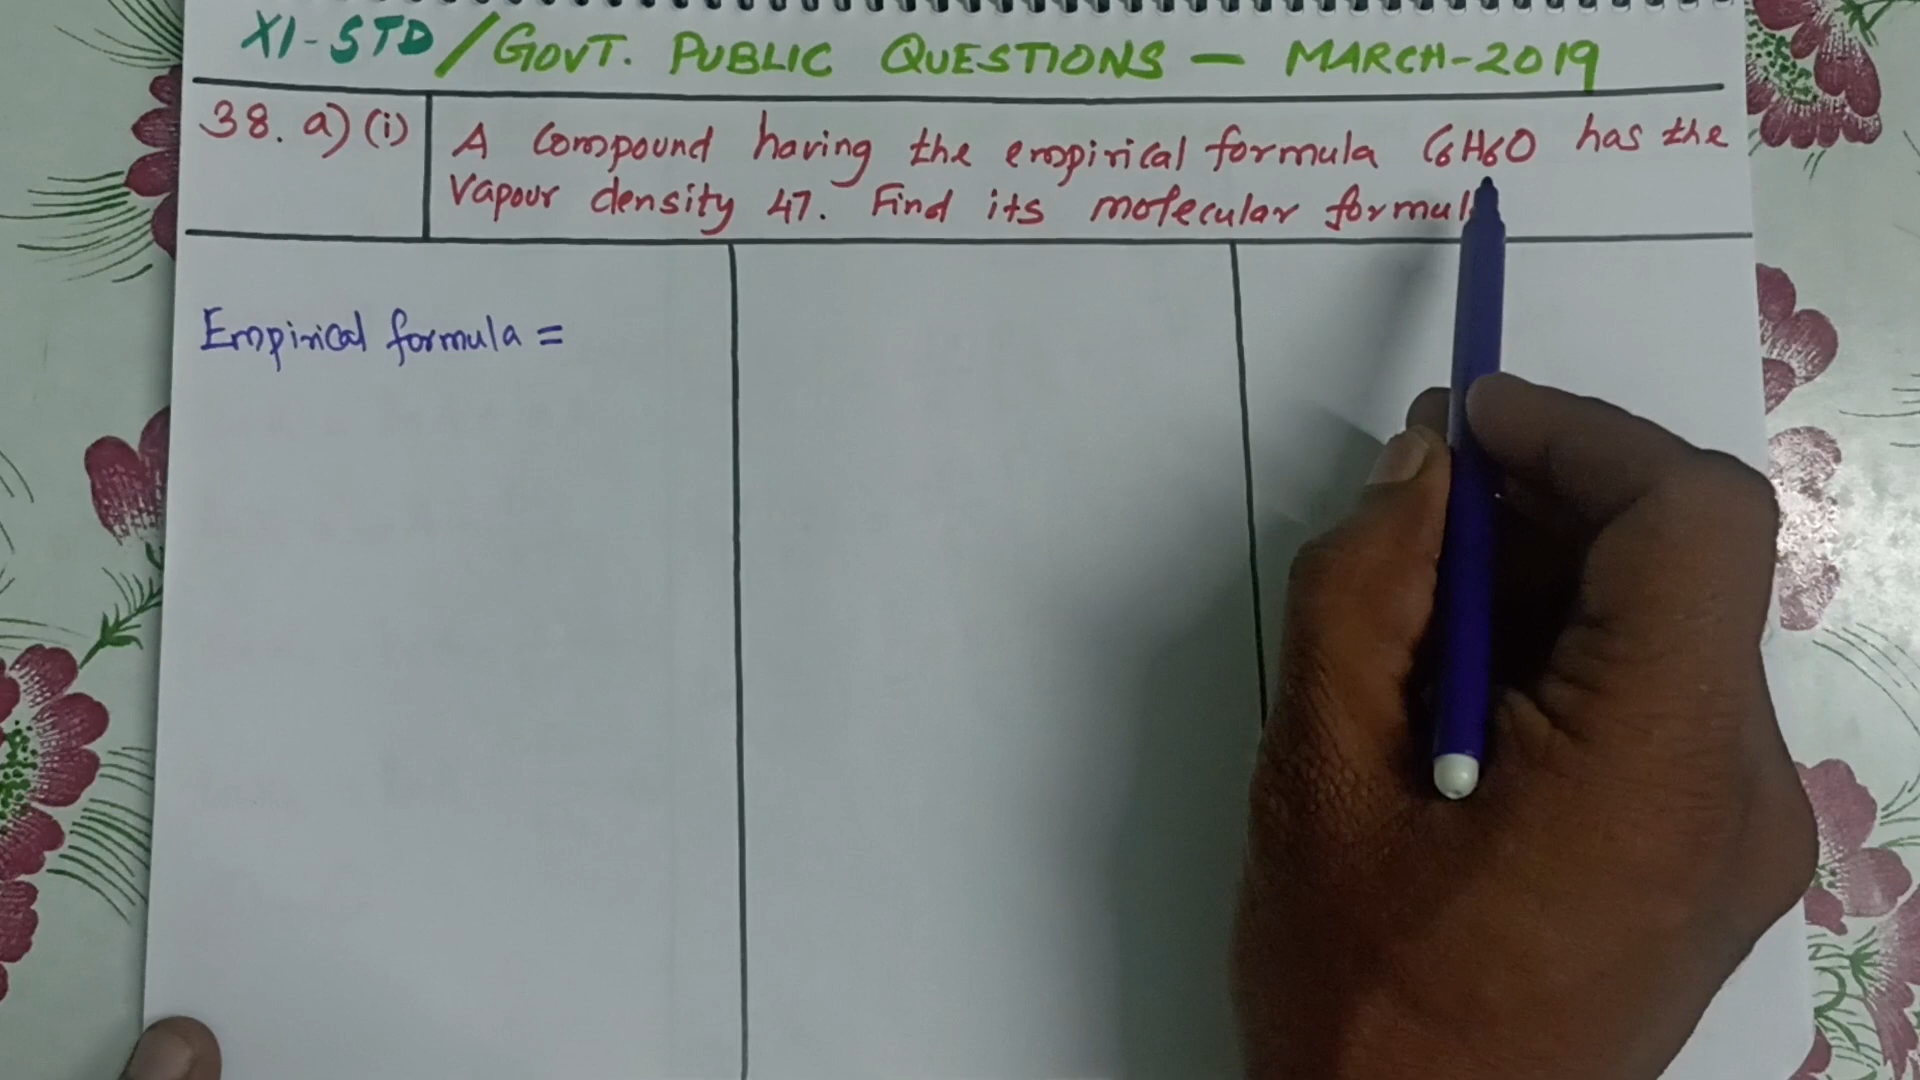 XI-STD/GOVT. PUBLIC QUESTIONS — MARCH-2019
38. a) (i) A Compound having the empirical formula C6H6O has the
Vapour density 47. Find its molecular formul
Empirical formula =